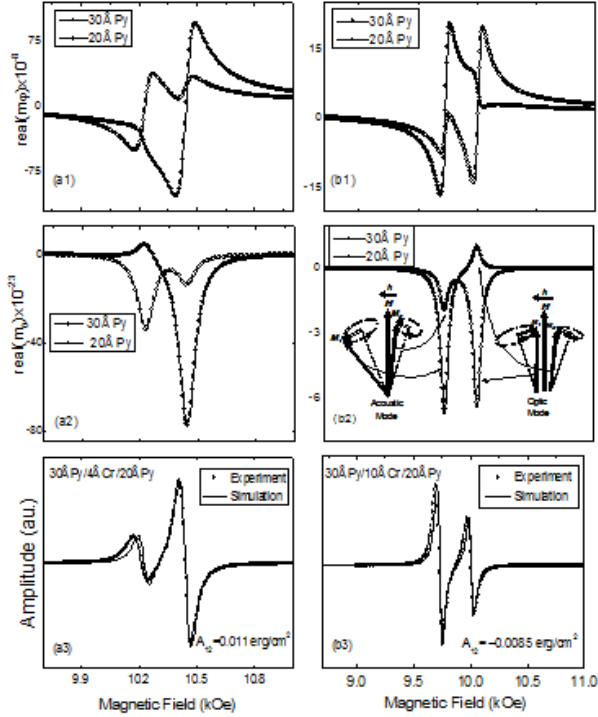 real(mφ)×10⁻⁸
75
0
-75
30Å Py
20Å Py
(a1)
15
0
-15
30Å Py
20Å Py
(b1)
real(m)×10⁻²³
0
-40
-80
30Å Py
20Å Py
(a2)
0
-3
-6
30Å Py
20Å Py
h
H
h
H
Acoustic
Mode
Optic
Mode
(b2)
Amplitude (au.)
30Å Py/4Å Cr/20Å Py
Experiment
Simulation
(a3)
A₁₂=0.011 erg/cm²
30Å Py/10Å Cr/20Å Py
Experiment
Simulation
(b3)
A₁₂=−0.0085 erg/cm²
9.9 10.2 10.5 10.8
9.0 9.5 10.0 10.5 11.0
Magnetic Field (kOe)
Magnetic Field (kOe)